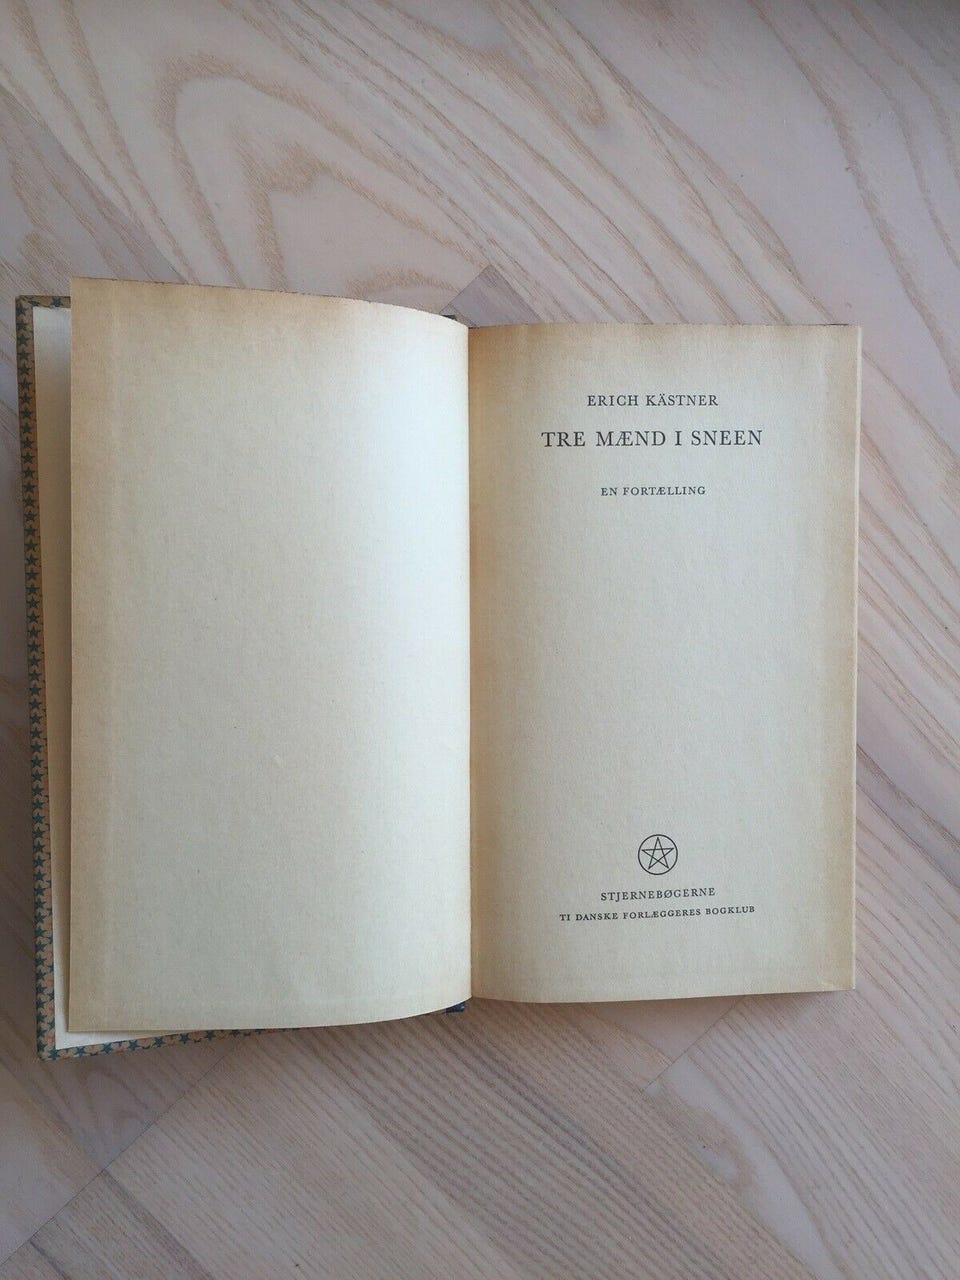 ERICH KÄSTNER
TRE MÆND I SNEEN
EN FORTÆLLING
STJERNEBØGERNE
TI DANSKE FORLÆGGERES BOGKLUB